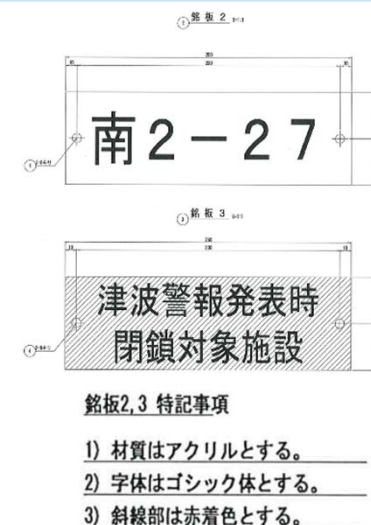 銘板2
南2－27
銘板3
津波警報発表時
閉鎖対象施設
銘板2,3 特記事項
1) 材質はアクリルとする。
2) 字体はゴシック体とする。
3) 斜線部は赤着色とする。